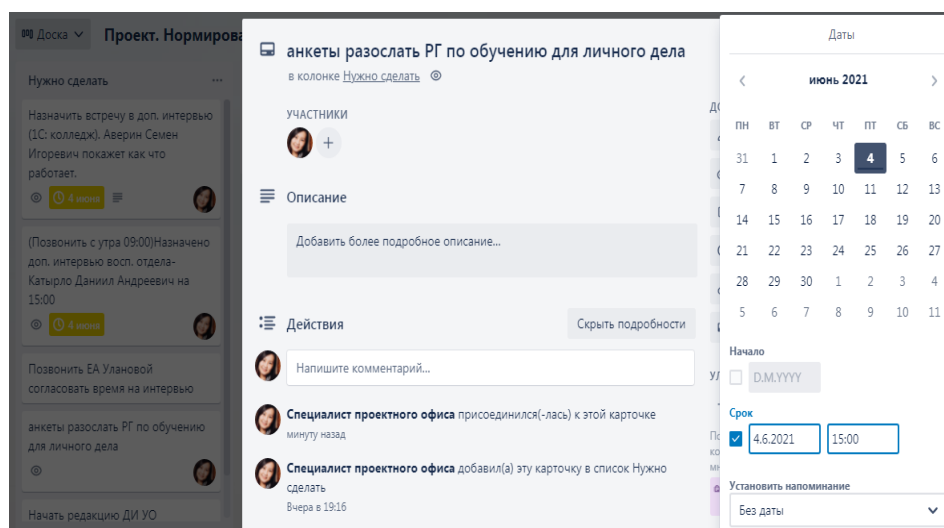 Доска
Проект. Нормирова
Нужно сделать
...
Назначить встречу в доп. интервью
(1С: колледж). Аверин Семен
Игоревич покажет как что
работает.
4 июня
(Позвонить с утра 09:00)Назначено
доп. интервью восп. отдела-
Катырло Даниил Андреевич на
15:00
4 июня
Позвонить ЕА Улановой
согласовать время на интервью
анкеты разослать РГ по обучению
для личного дела
Начать редакцию ДИ УО
анкеты разослать РГ по обучению для личного дела
в колонке Нужно сделать
УЧАСТНИКИ
+
Описание
Добавить более подробное описание...
Действия
Скрыть подробности
Напишите комментарий...
Специалист проектного офиса присоединился(-лась) к этой карточке
минуту назад
Специалист проектного офиса добавил(а) эту карточку в список Нужно
сделать
Вчера в 19:16
Даты
июнь 2021
ПН ВТ СР ЧТ ПТ СБ ВС
31 1 2 3 4 5 6
7 8 9 10 11 12 13
14 15 16 17 18 19 20
21 22 23 24 25 26 27
28 29 30 1 2 3 4
5 6 7 8 9 10 11
Начало
D.M.YYYY
Срок
4.6.2021 15:00
Установить напоминание
Без даты